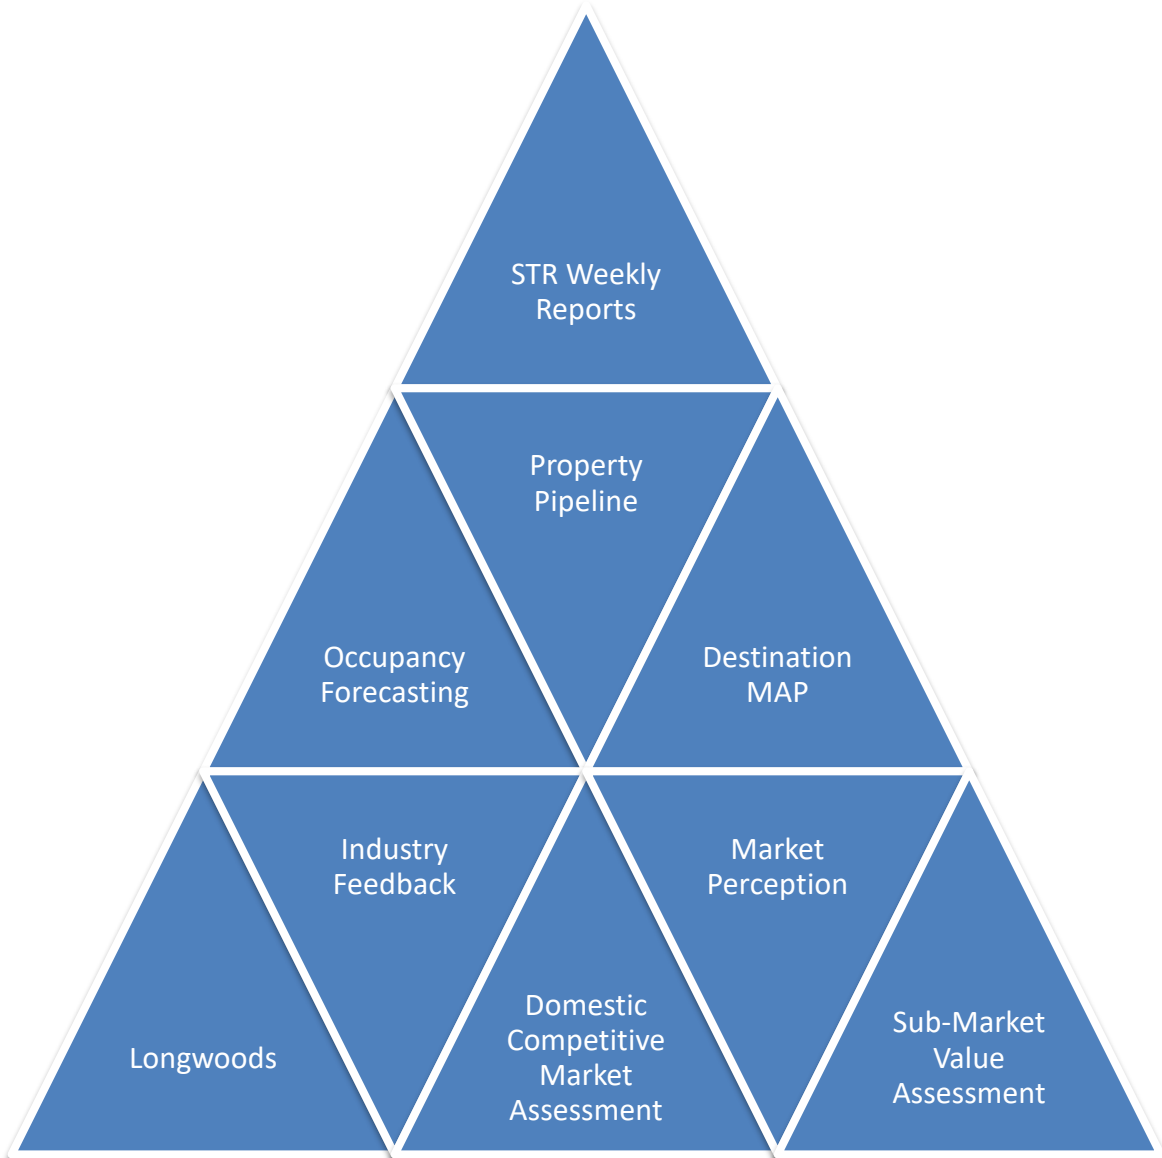 STR Weekly
Reports
Property
Pipeline
Occupancy
Forecasting
Destination
MAP
Industry
Feedback
Market
Perception
Longwoods
Domestic
Competitive
Market
Assessment
Sub-Market
Value
Assessment